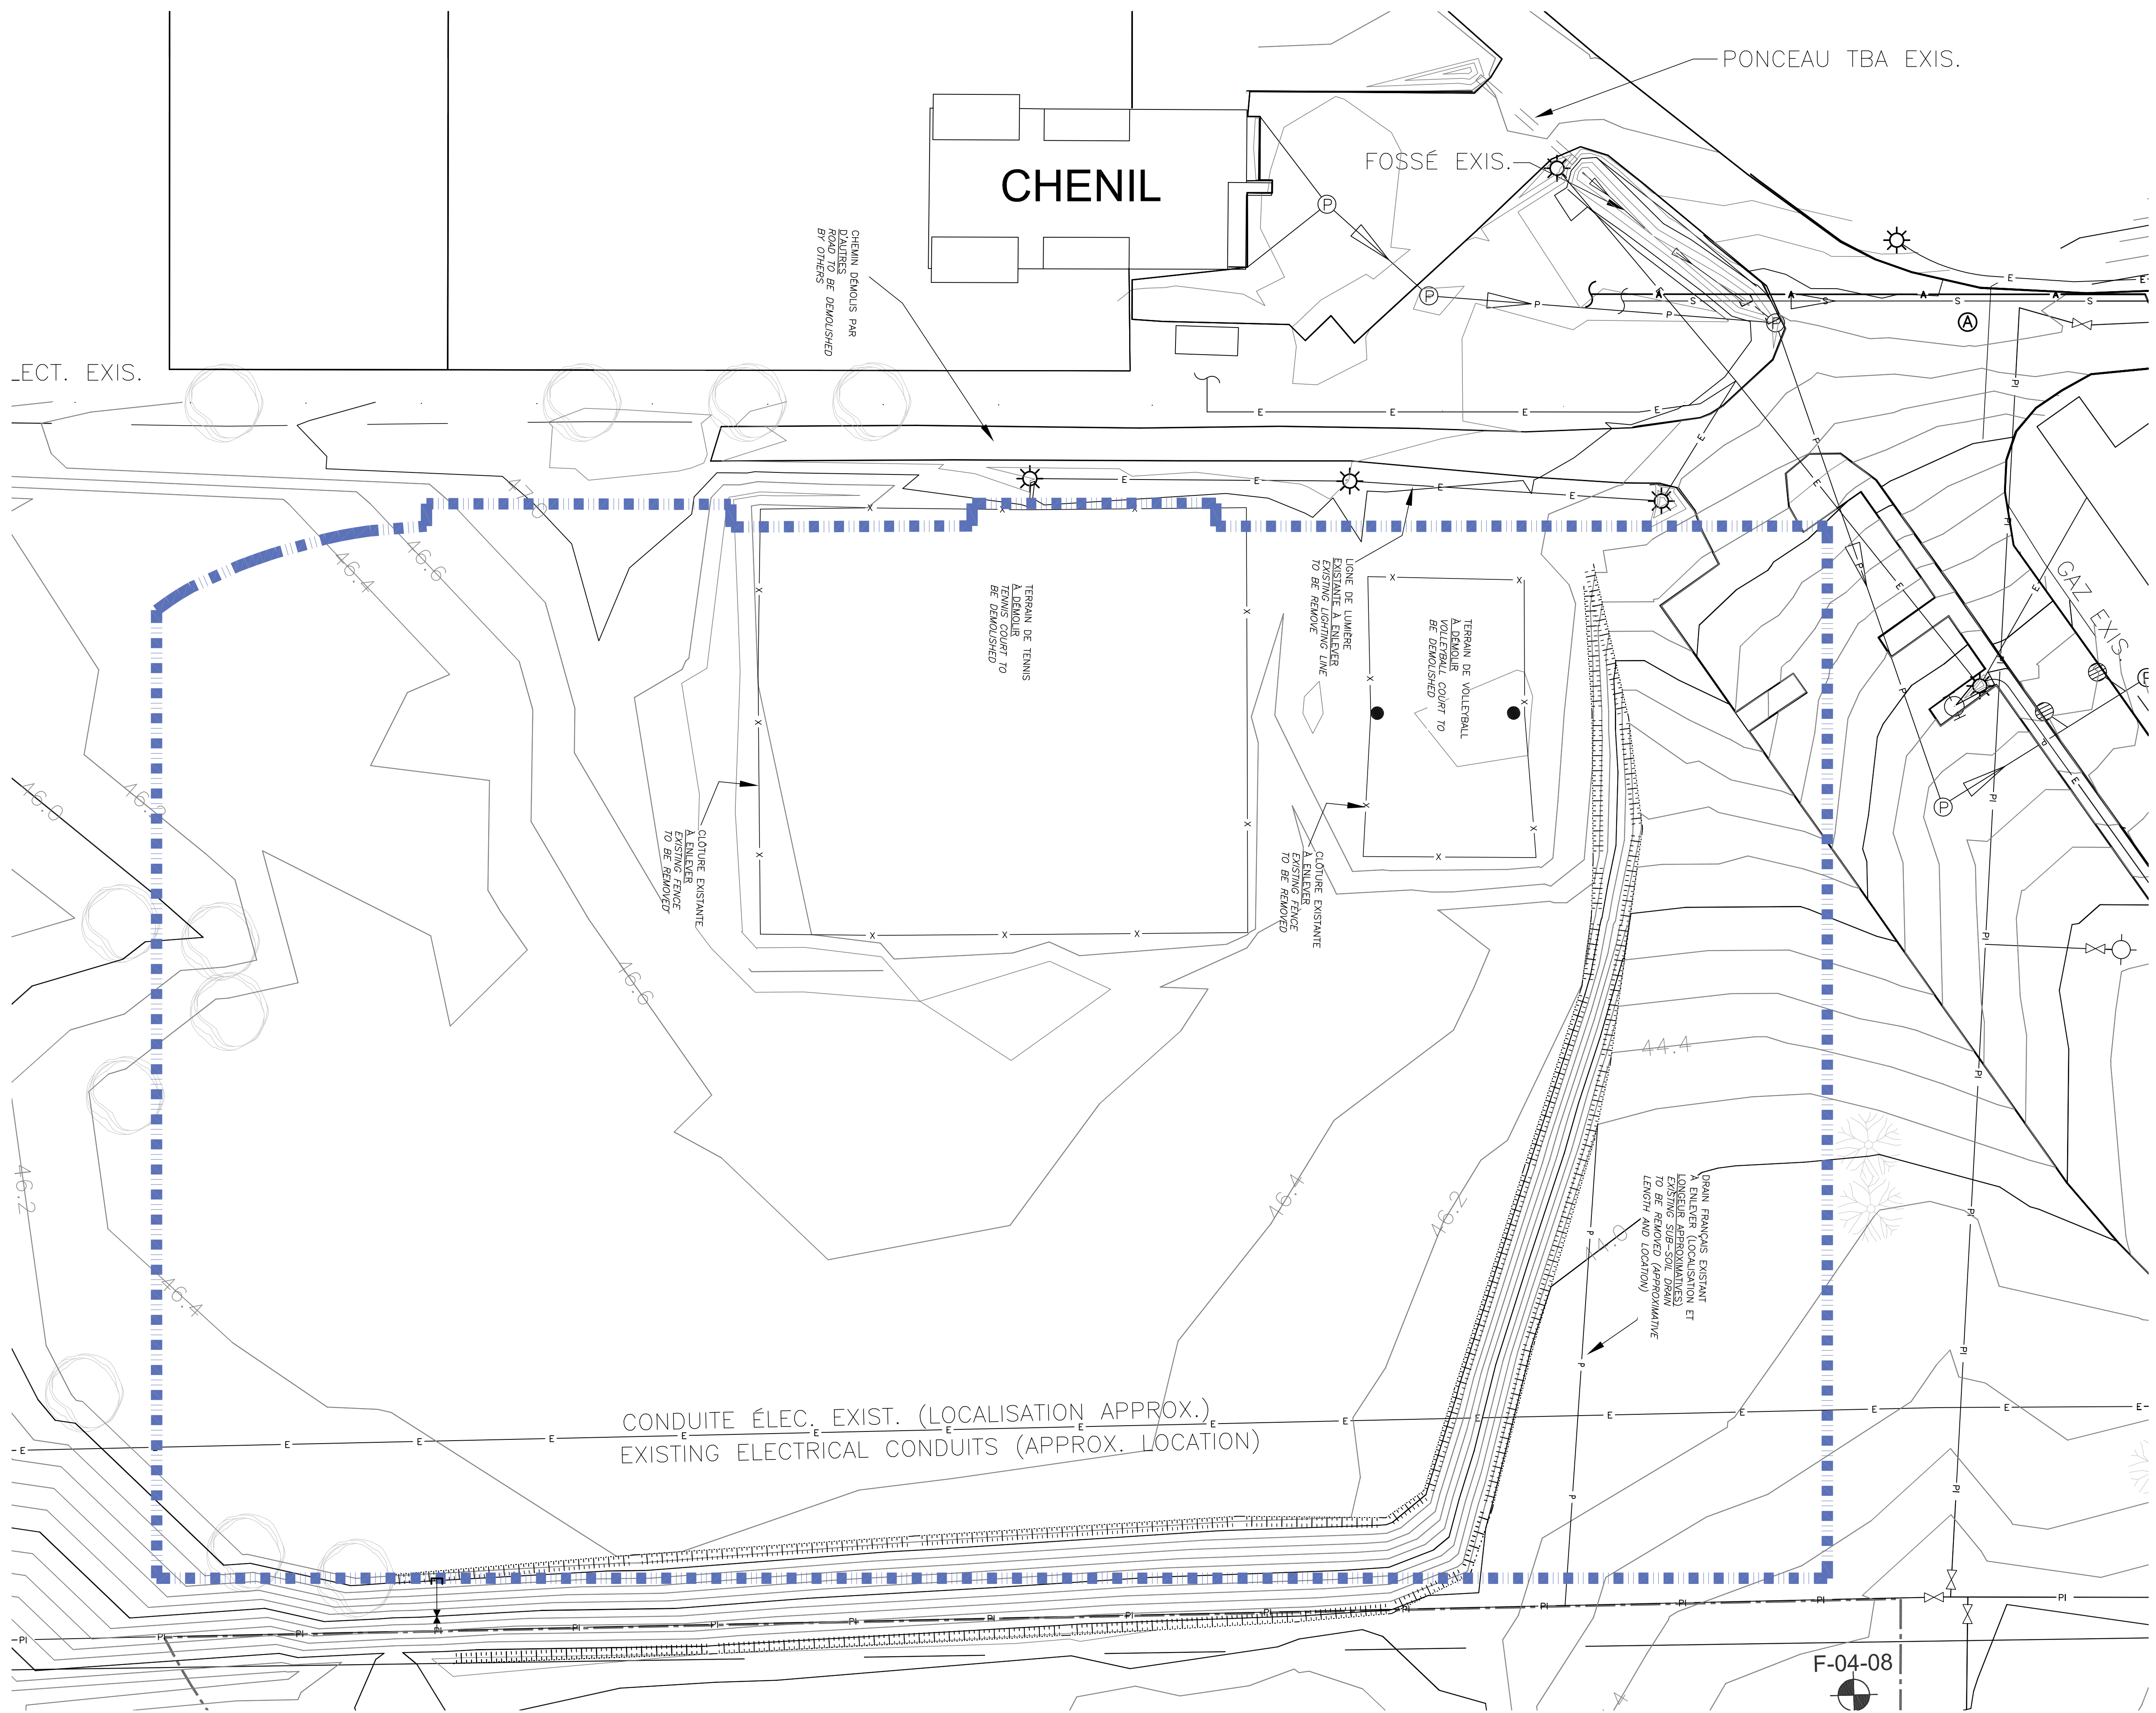 PONCEAU TBA EXIS.
FOSSÉ EXIS.
CHENIL
CHEMIN DÉMOLIS PAR
D'AUTRES
ROAD TO BE DEMOLISHED
BY OTHERS
ECT. EXIS.
GAZ EXIS.
TERRAIN DE TENNIS
À DÉMOLIR
TENNIS COURT TO
BE DEMOLISHED
LIGNE DE LUMIÈRE
EXISTANTE À ENLEVER
EXISTING LIGHTING LINE
TO BE REMOVE
TERRAIN DE VOLLEYBALL
À DÉMOLIR
VOLLEYBALL COURT TO
BE DEMOLISHED
CLÔTURE EXISTANTE
À ENLEVER
EXISTING FENCE
TO BE REMOVED
CLÔTURE EXISTANTE
À ENLEVER
EXISTING FENCE
TO BE REMOVED
46.4
46.6
46.6
44.4
46.4
46.2
46.2
46.4
DRAIN FRANÇAIS EXISTANT
À ENLEVER (LOCALISATION ET
LONGEUR APPROXIMATIVES)
EXISTING SUB-SOIL DRAIN
TO BE REMOVED (APPROXIMATIVE
LENGTH AND LOCATION)
CONDUITE ÉLEC. EXIST. (LOCALISATION APPROX.)
EXISTING ELECTRICAL CONDUITS (APPROX. LOCATION)
F-04-08